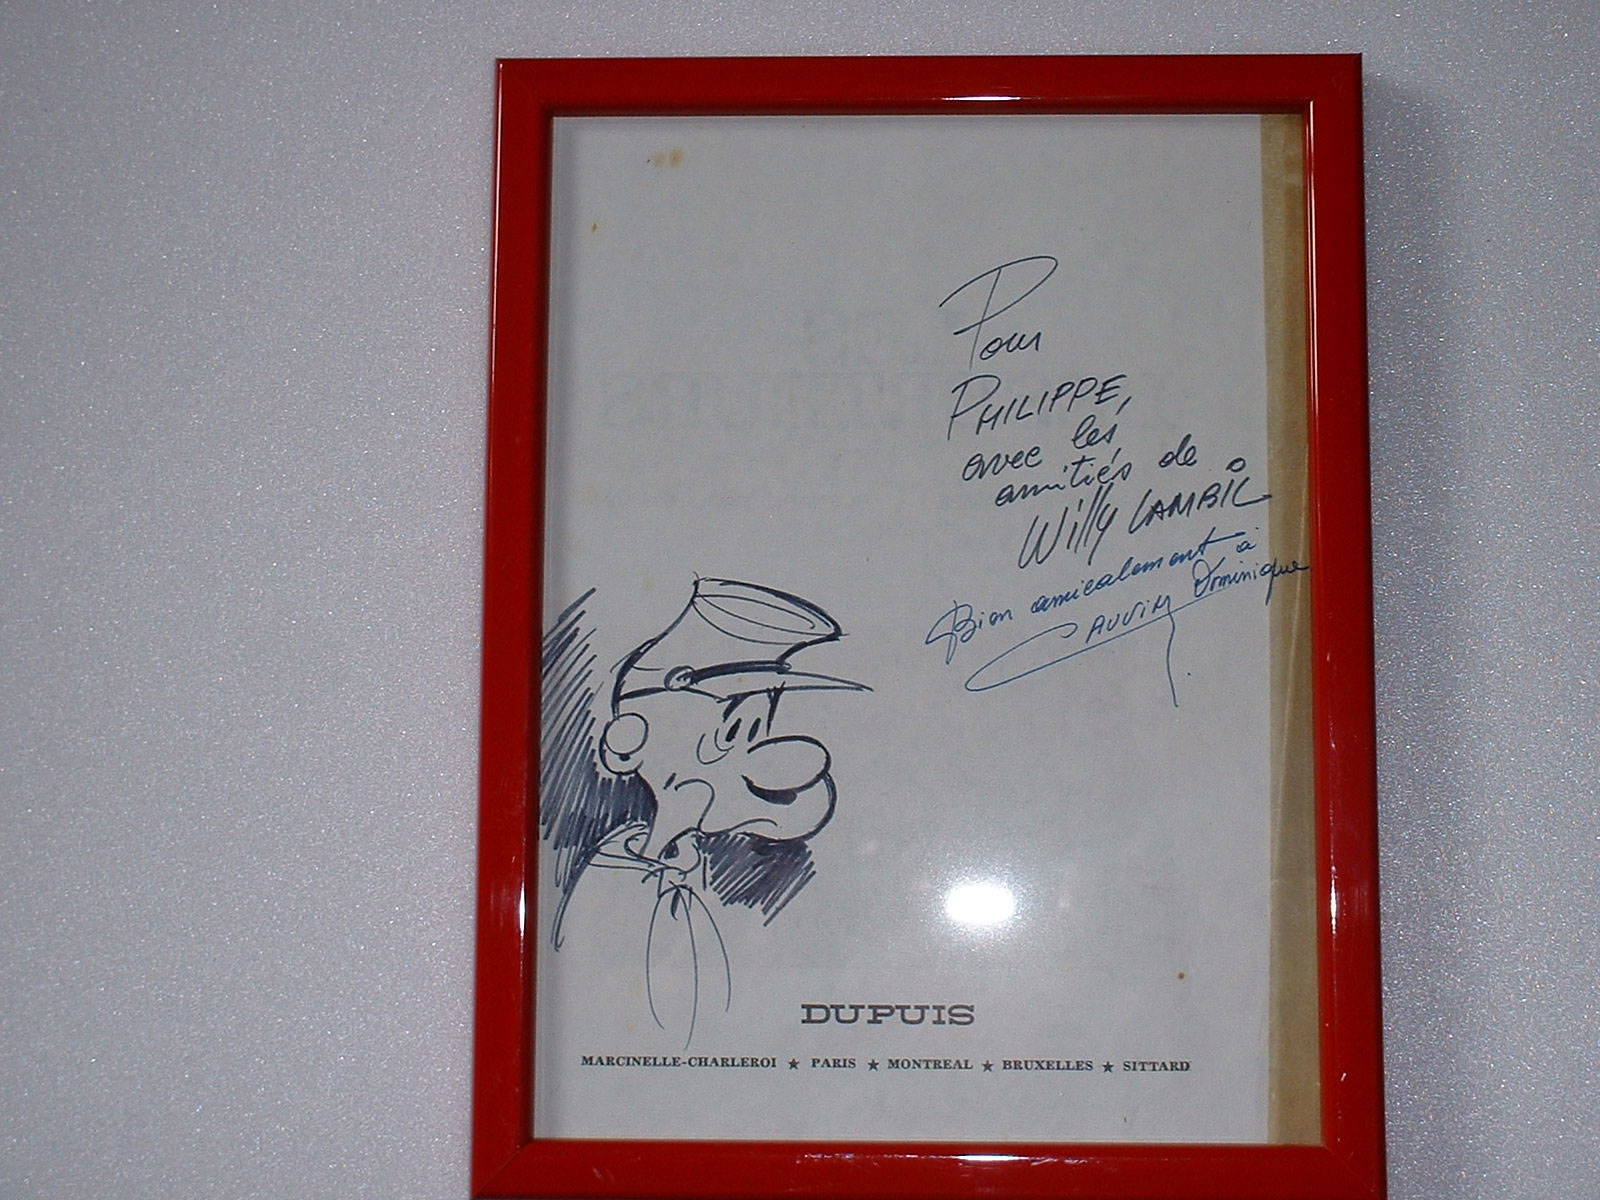 Pour
PHILIPPE,
avec les
amitiés de
Willy LAMBIL
Bien amicalement à
Dominique
CAUVIN
DUPUIS
MARCINELLE-CHARLEROI ★ PARIS ★ MONTREAL ★ BRUXELLES ★ SITTARD